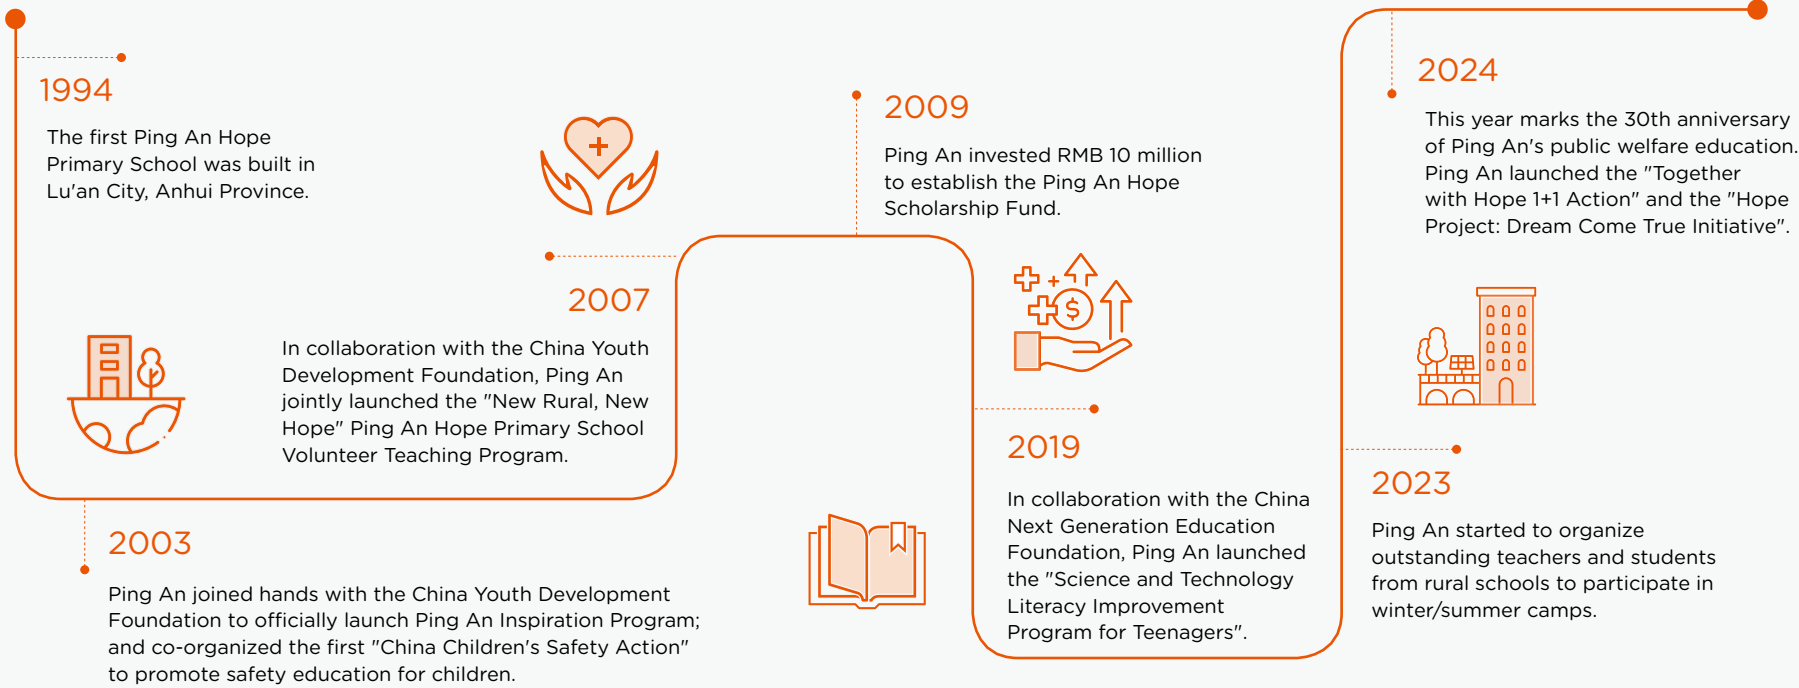 1994
The first Ping An Hope
Primary School was built in
Lu'an City, Anhui Province.
2003
Ping An joined hands with the China Youth Development
Foundation to officially launch Ping An Inspiration Program;
and co-organized the first "China Children's Safety Action"
to promote safety education for children.
2007
In collaboration with the China Youth
Development Foundation, Ping An
jointly launched the "New Rural, New
Hope" Ping An Hope Primary School
Volunteer Teaching Program.
2009
Ping An invested RMB 10 million
to establish the Ping An Hope
Scholarship Fund.
$
2019
In collaboration with the China
Next Generation Education
Foundation, Ping An launched
the "Science and Technology
Literacy Improvement
Program for Teenagers".
2023
Ping An started to organize
outstanding teachers and students
from rural schools to participate in
winter/summer camps.
2024
This year marks the 30th anniversary
of Ping An's public welfare education.
Ping An launched the "Together
with Hope 1+1 Action" and the "Hope
Project: Dream Come True Initiative".